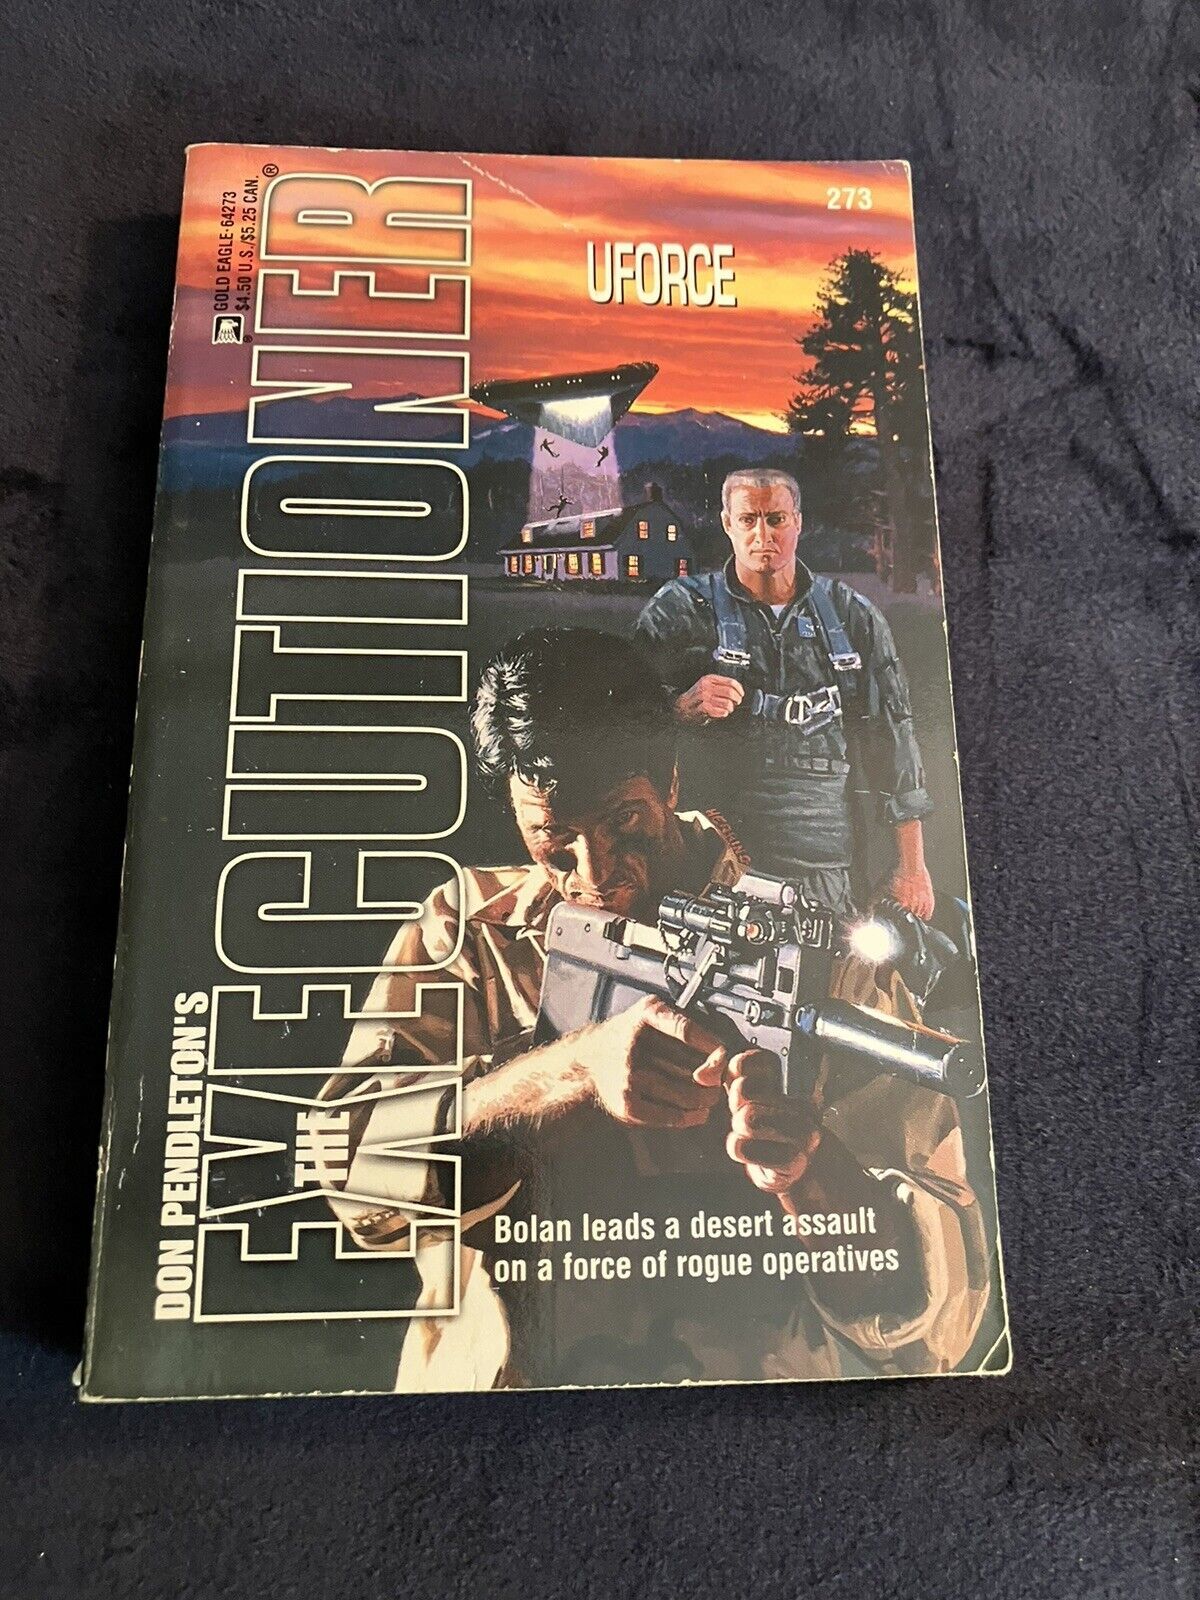 GOLD EAGLE-64273
$4.50 U.S./$5.25 CAN.
®
®
273
UFORCE
DON PENDLETON'S
THE
EXECUTIONER
HERRING
Bolan leads a desert assault
on a force of rogue operatives